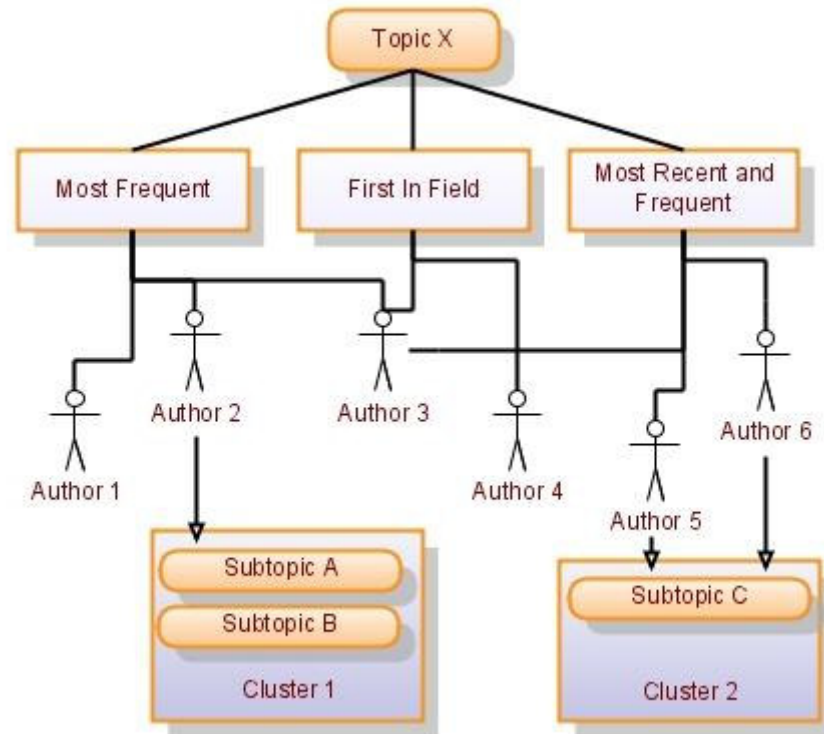 Topic X
Most Frequent
First In Field
Most Recent and
Frequent
Author 1
Author 2
Author 3
Author 4
Author 5
Author 6
Subtopic A
Subtopic B
Cluster 1
Subtopic C
Cluster 2